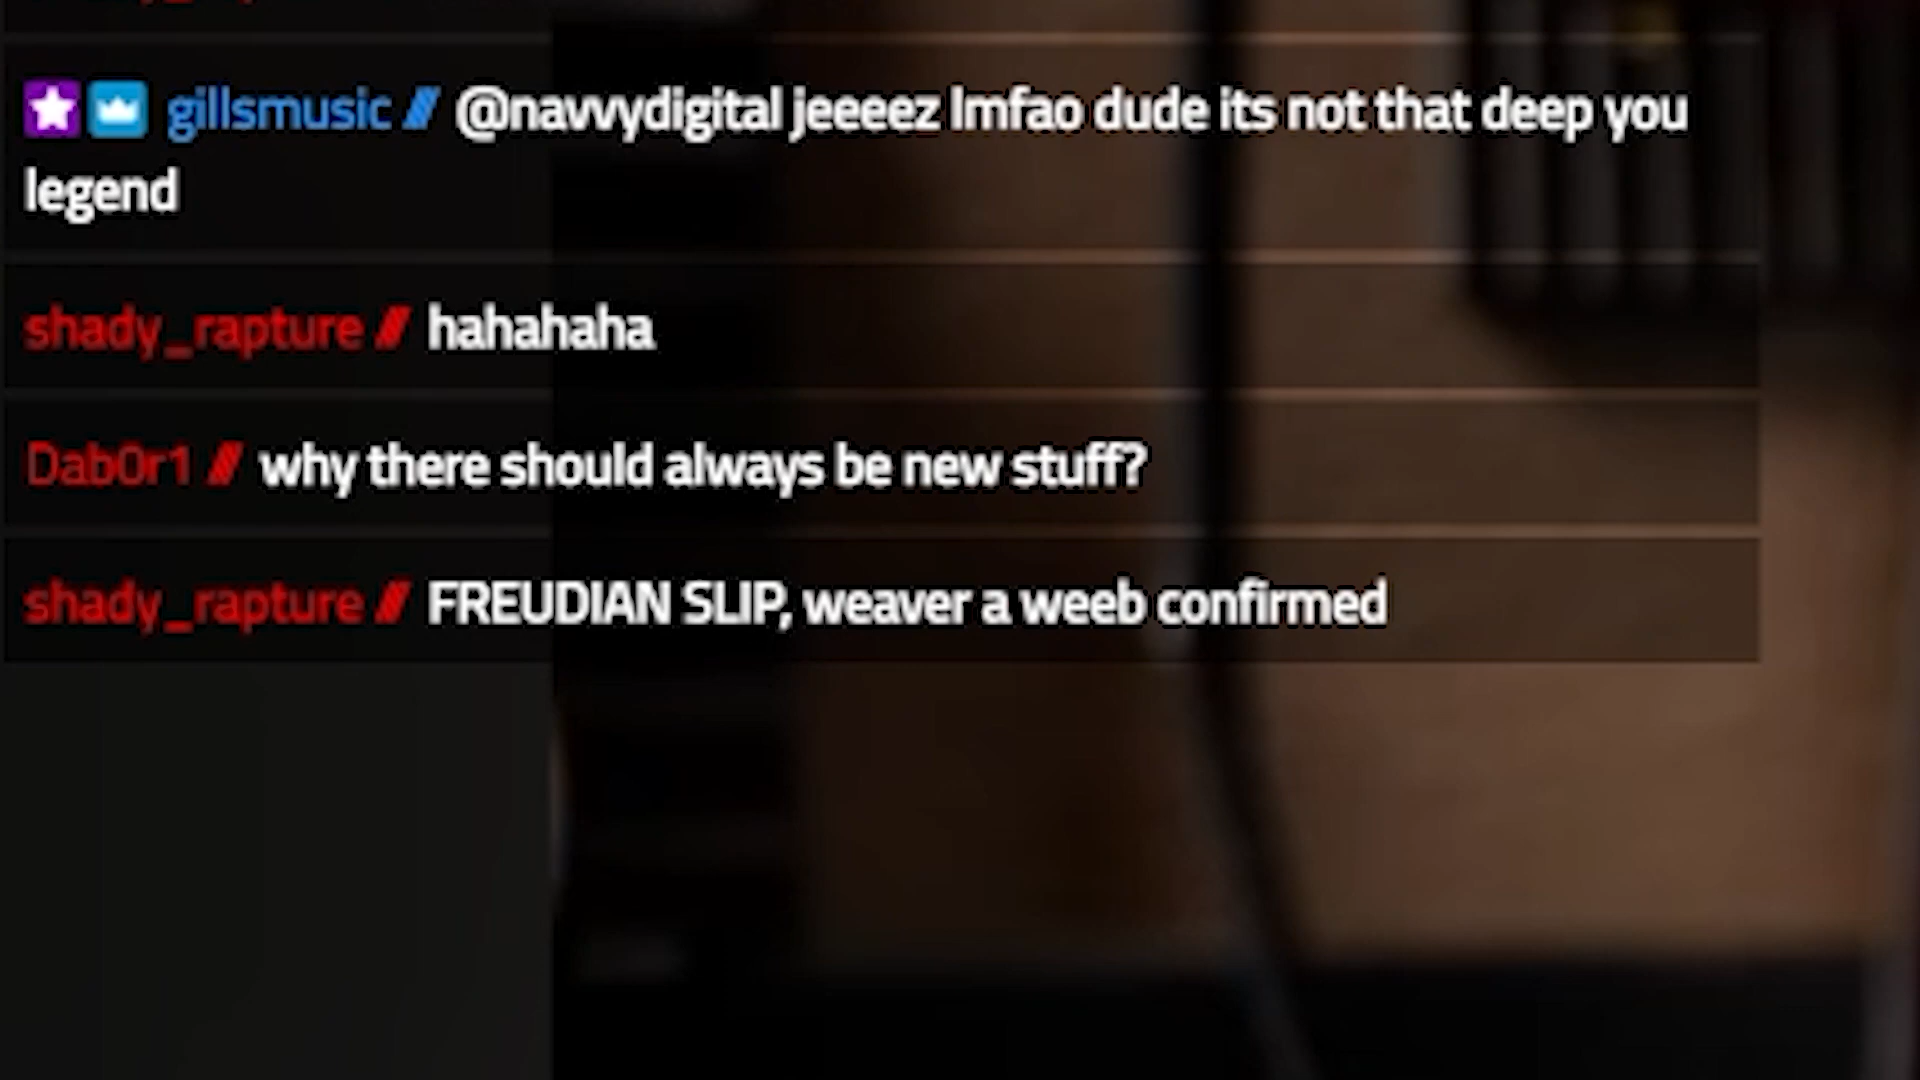 gillsmusic // @navvydigital jeeeez lmfao dude its not that deep you
legend
shady_rapture // hahahaha
Dab0r1 // why there should always be new stuff?
shady_rapture // FREUDIAN SLIP, weaver a weeb confirmed